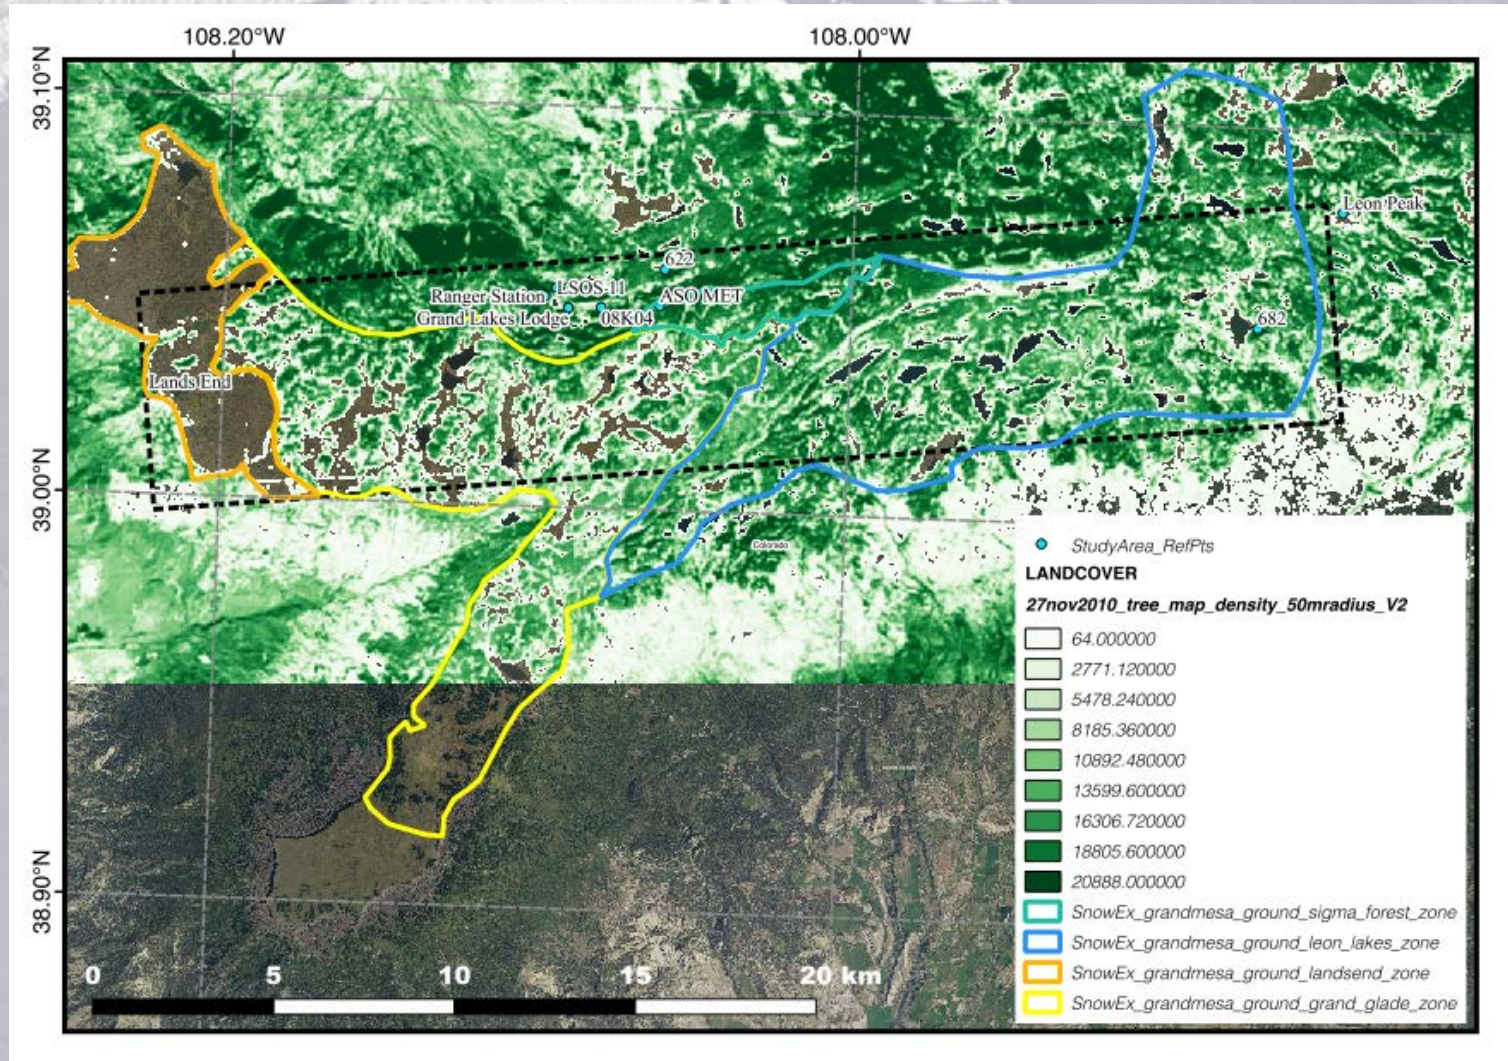 108.20°W
108.00°W
39.10°N
39.00°N
38.90°N
Leon Peak
622
Ranger Station
LSOS-11
ASO MET
Grand Lakes Lodge
08K04
682
Lands End
Colorado
StudyArea_RefPts
LANDCOVER
27nov2010_tree_map_density_50mradius_V2
64.000000
2771.120000
5478.240000
8185.360000
10892.480000
13599.600000
16306.720000
18805.600000
20888.000000
SnowEx_grandmesa_ground_sigma_forest_zone
SnowEx_grandmesa_ground_leon_lakes_zone
SnowEx_grandmesa_ground_landsend_zone
SnowEx_grandmesa_ground_grand_glade_zone
0 5 10 15 20 km